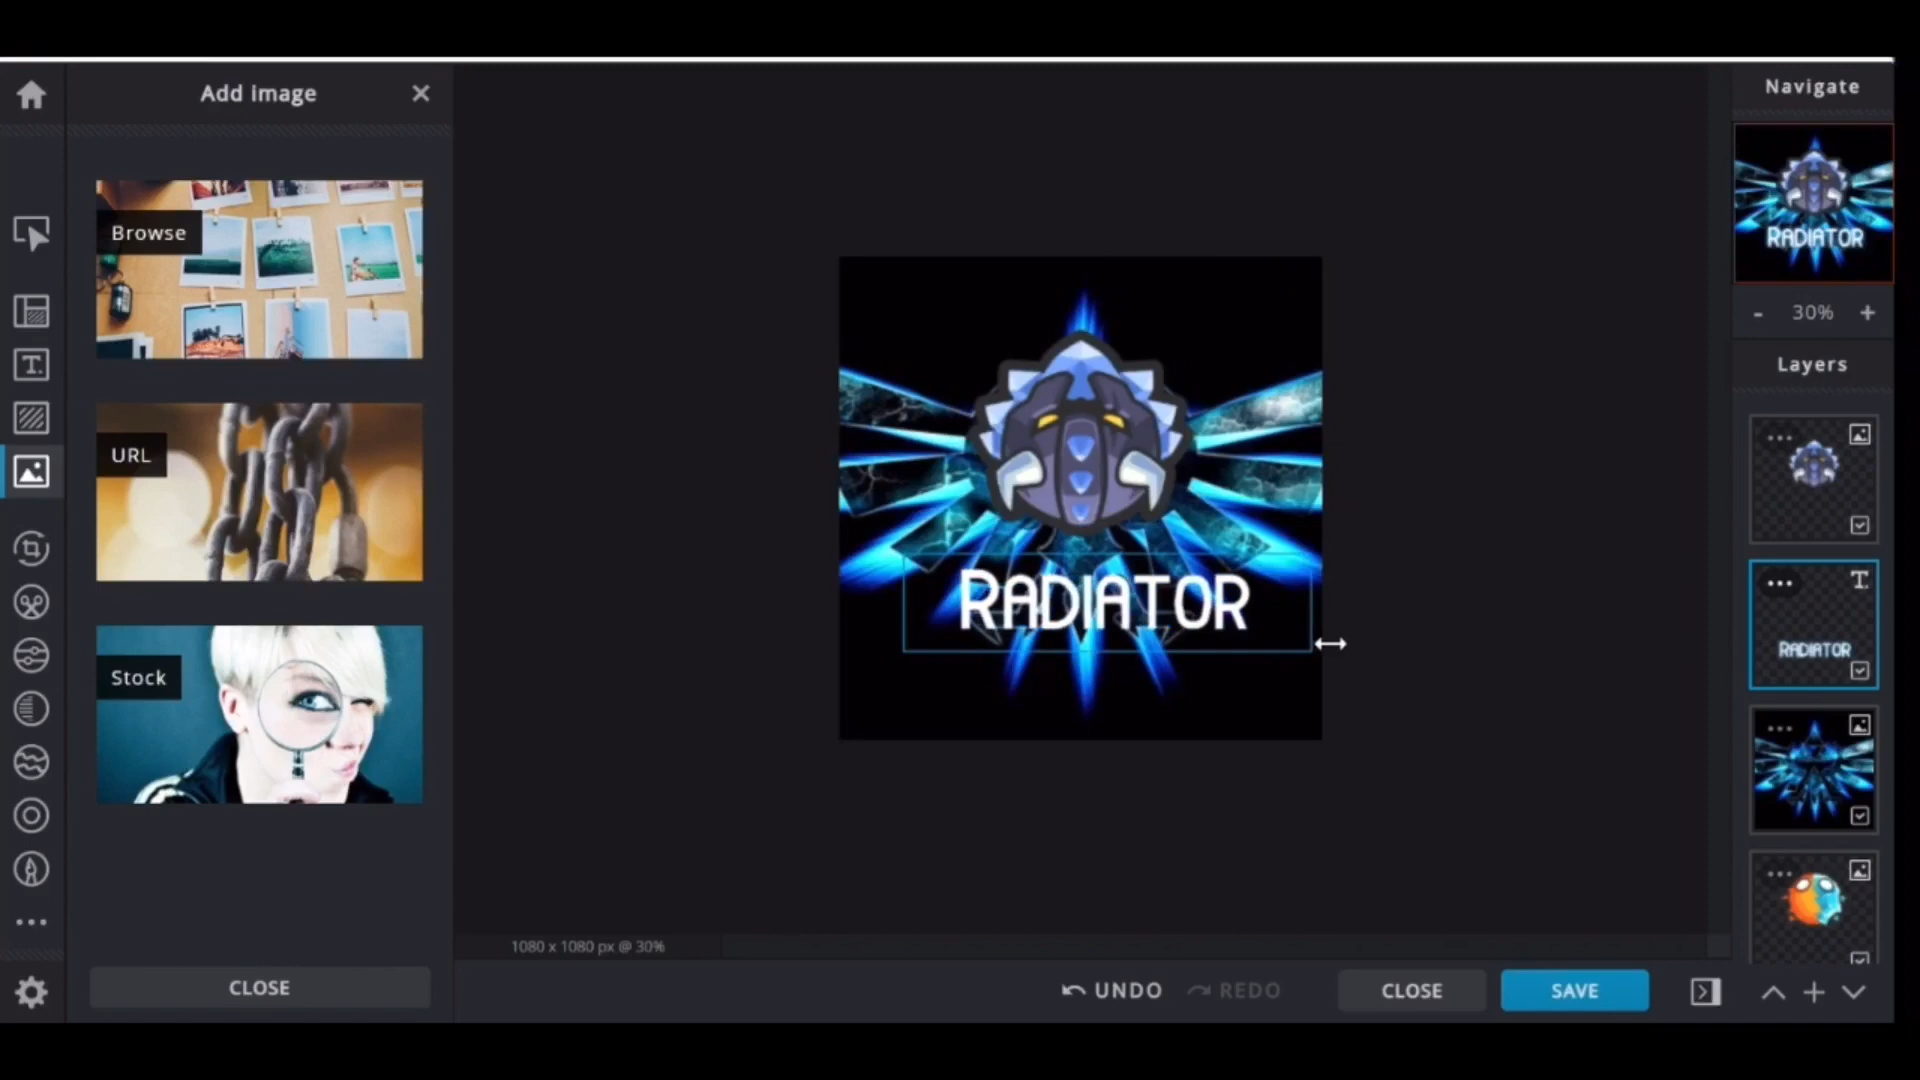 Add image
Browse
URL
Stock
CLOSE
RADIATOR
1080 x 1080 px @ 30%
UNDO
REDO
CLOSE
SAVE
Navigate
RADIATOR
- 30% +
Layers
T.
RADIATOR